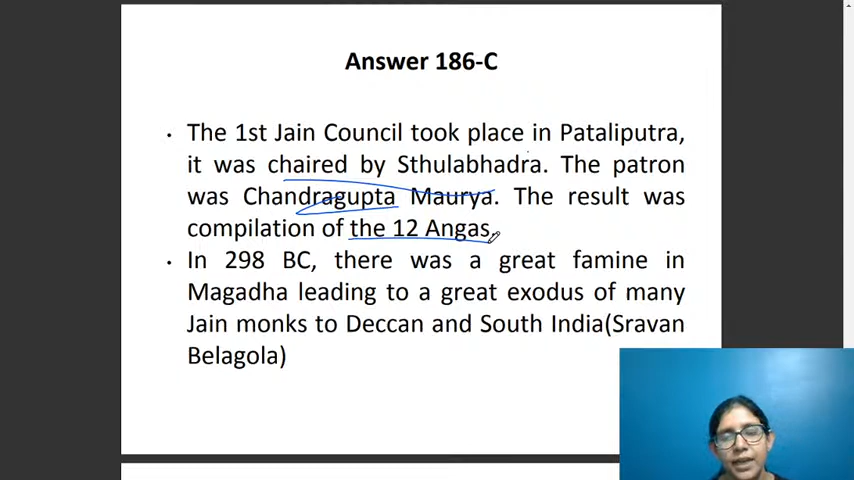 Answer 186-C
• The 1st Jain Council took place in Pataliputra,
it was chaired by Sthulabhadra. The patron
was Chandragupta Maurya. The result was
compilation of the 12 Angas.
• In 298 BC, there was a great famine in
Magadha leading to a great exodus of many
Jain monks to Deccan and South India(Sravan
Belagola)